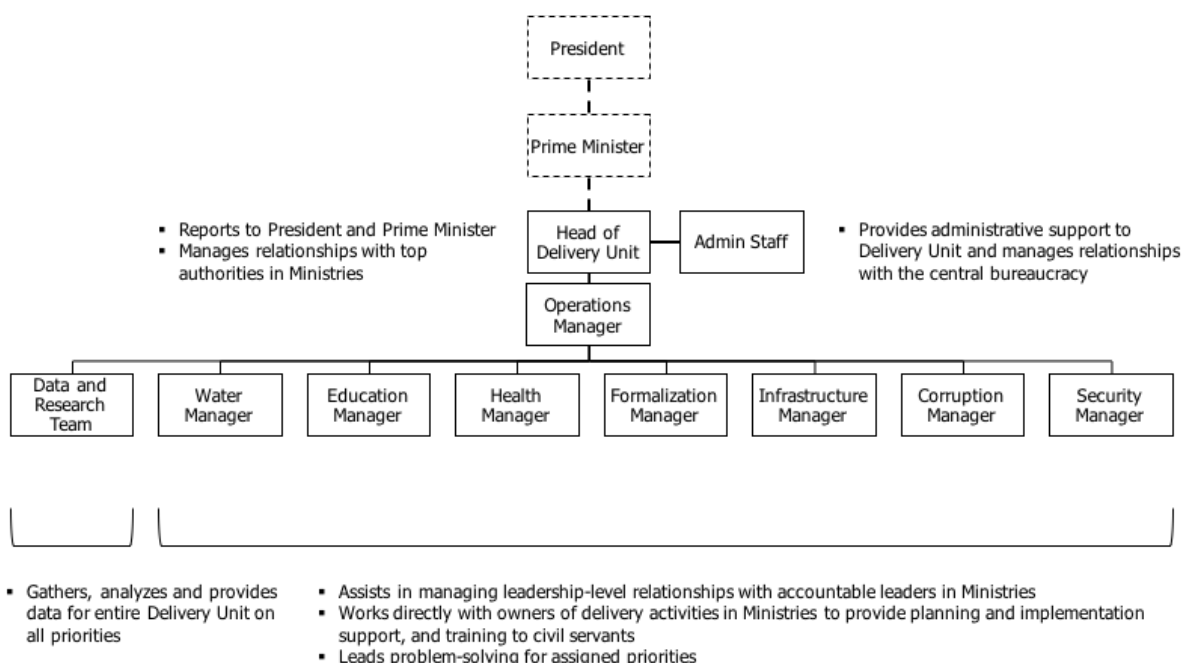 President
Prime Minister
▪ Reports to President and Prime Minister
▪ Manages relationships with top
authorities in Ministries
Head of
Delivery Unit
Admin Staff
▪ Provides administrative support to
Delivery Unit and manages relationships
with the central bureaucracy
Operations
Manager
Data and
Research
Team
Water
Manager
Education
Manager
Health
Manager
Formalization
Manager
Infrastructure
Manager
Corruption
Manager
Security
Manager
▪ Gathers, analyzes and provides
data for entire Delivery Unit on
all priorities
▪ Assists in managing leadership-level relationships with accountable leaders in Ministries
▪ Works directly with owners of delivery activities in Ministries to provide planning and implementation
support, and training to civil servants
▪ Leads problem-solving for assigned priorities